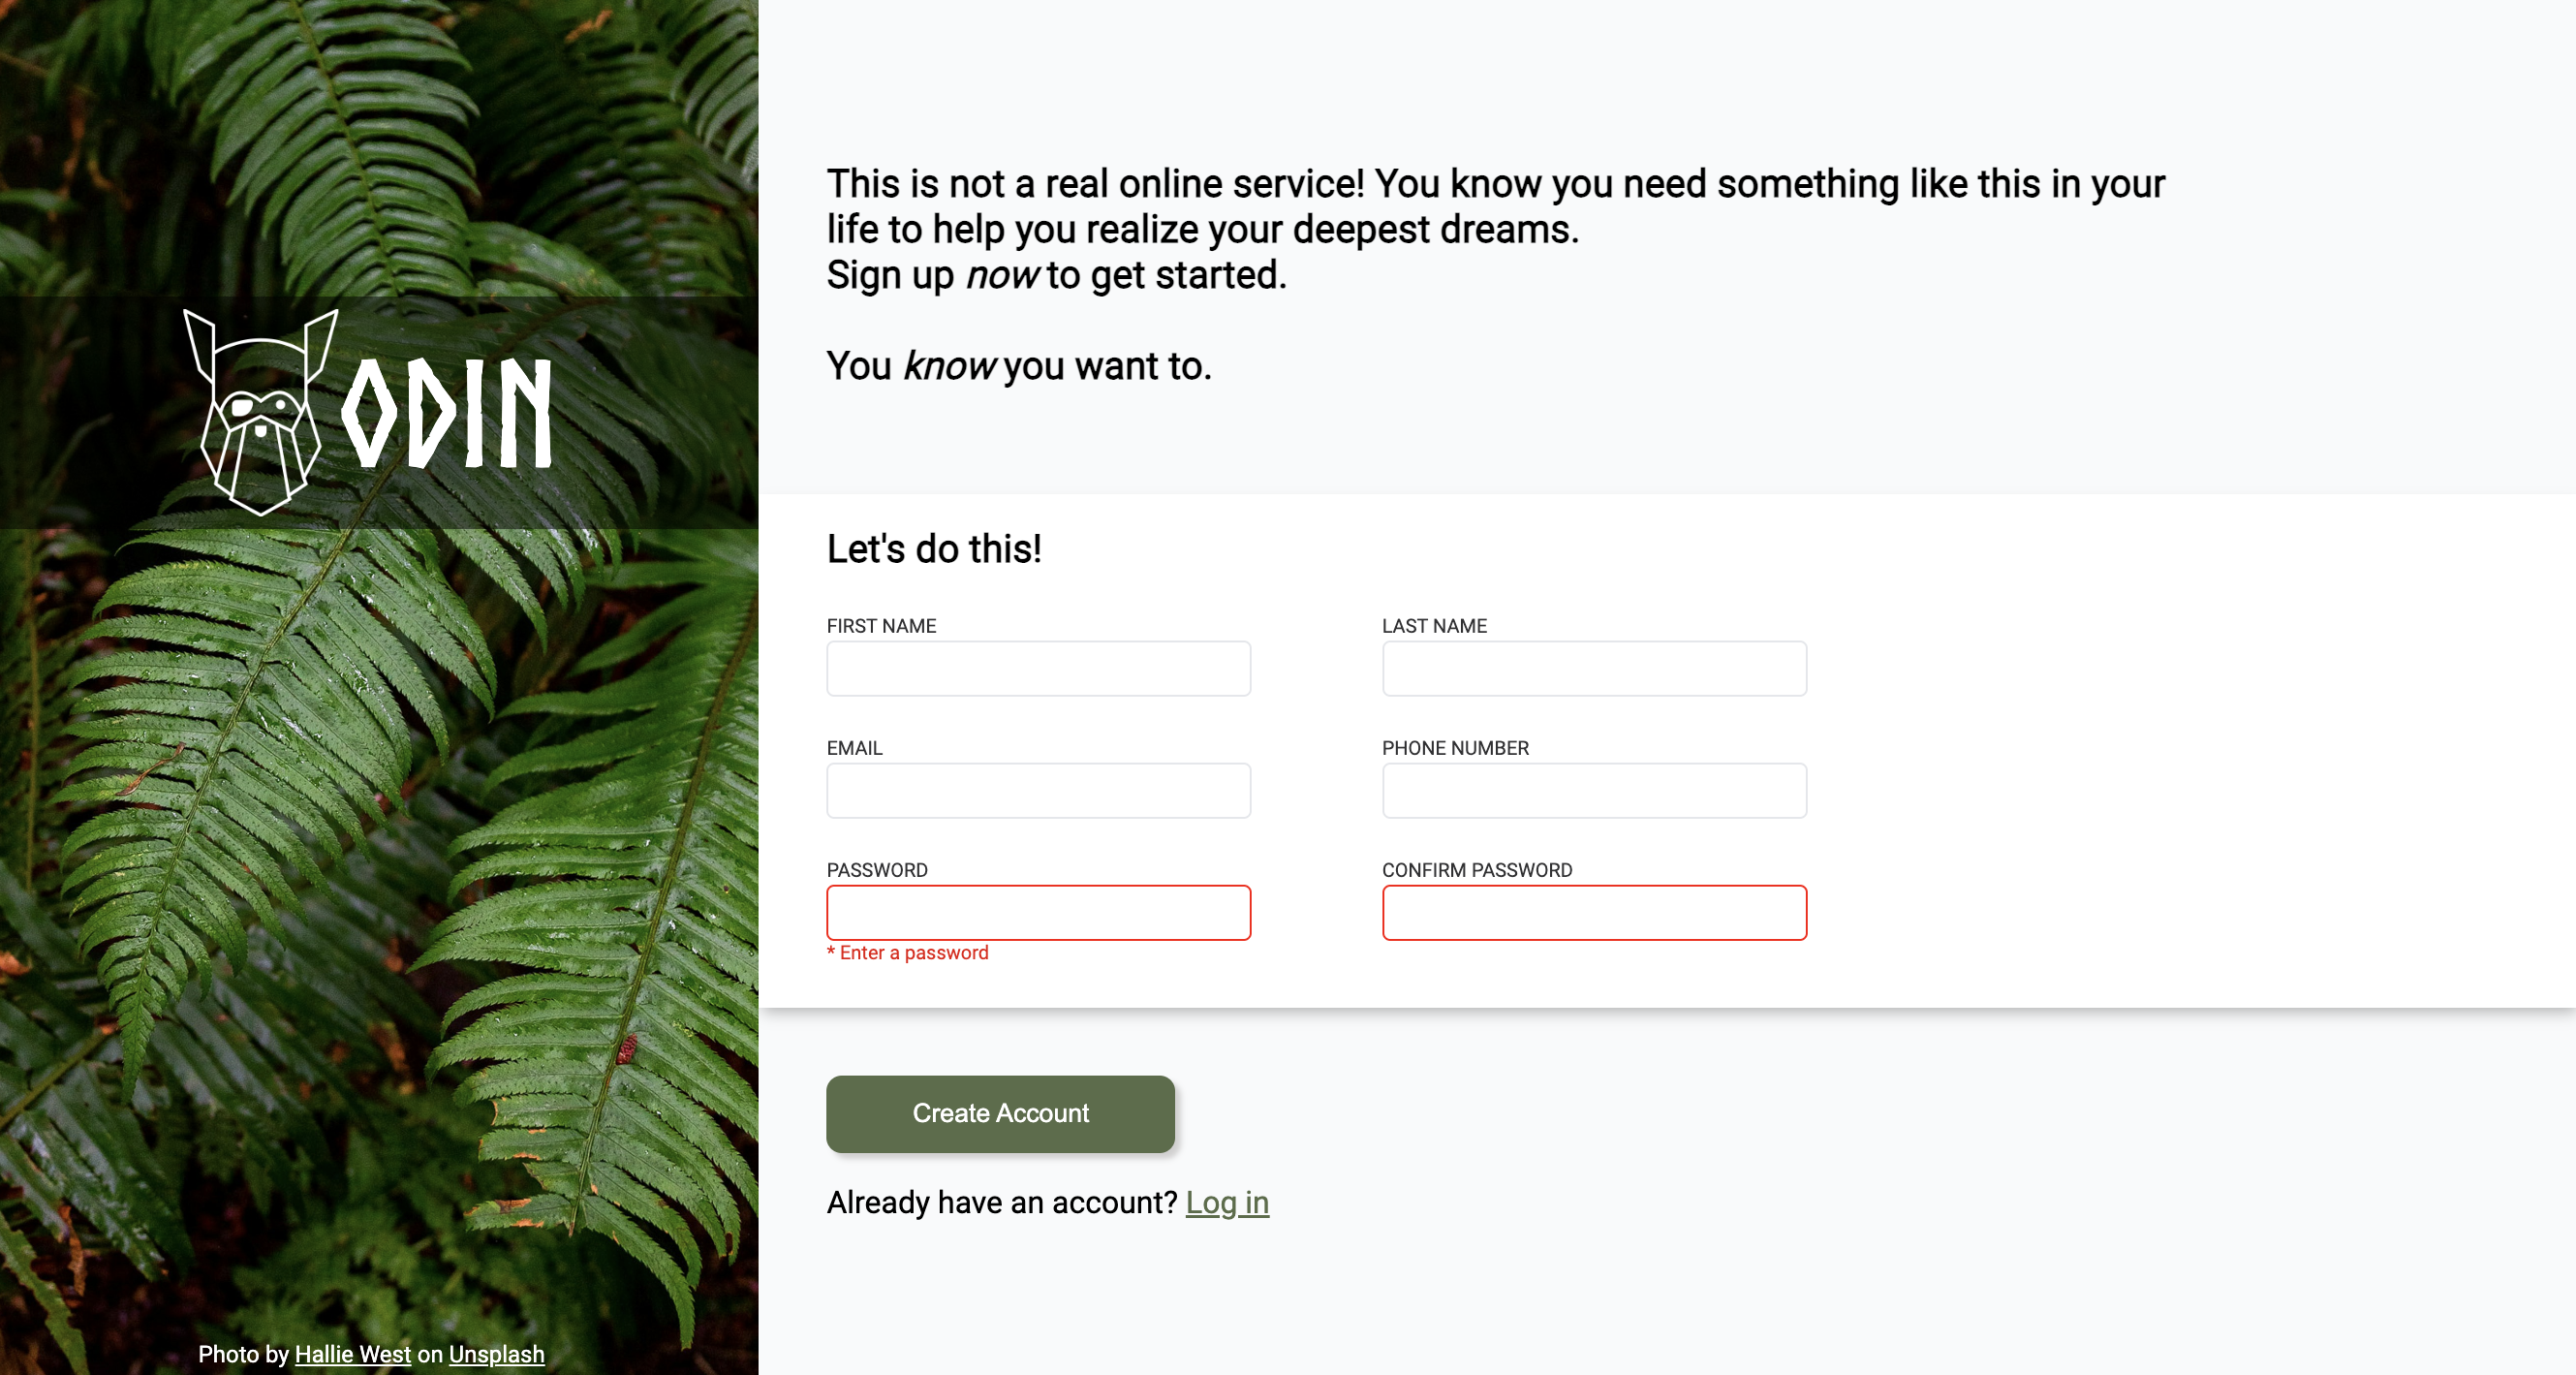 ODIN
Photo by Hallie West on Unsplash
This is not a real online service! You know you need something like this in your
life to help you realize your deepest dreams.
Sign up now to get started.
You know you want to.
Let's do this!
FIRST NAME
LAST NAME
EMAIL
PHONE NUMBER
PASSWORD
CONFIRM PASSWORD
* Enter a password
Create Account
Already have an account? Log in